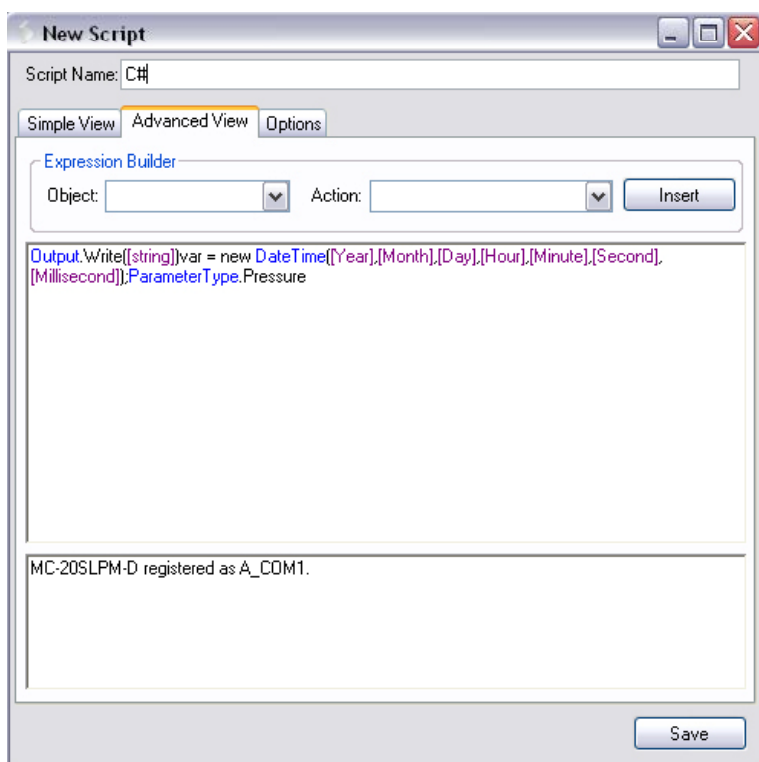 New Script
Script Name: C#
Simple View Advanced View Options
Expression Builder
Object: Action: Insert
Output.Write([string])var = new DateTime([Year],[Month],[Day],[Hour],[Minute],[Second],
[Millisecond]);ParameterType.Pressure
MC-20SLPM-D registered as A_COM1.
Save